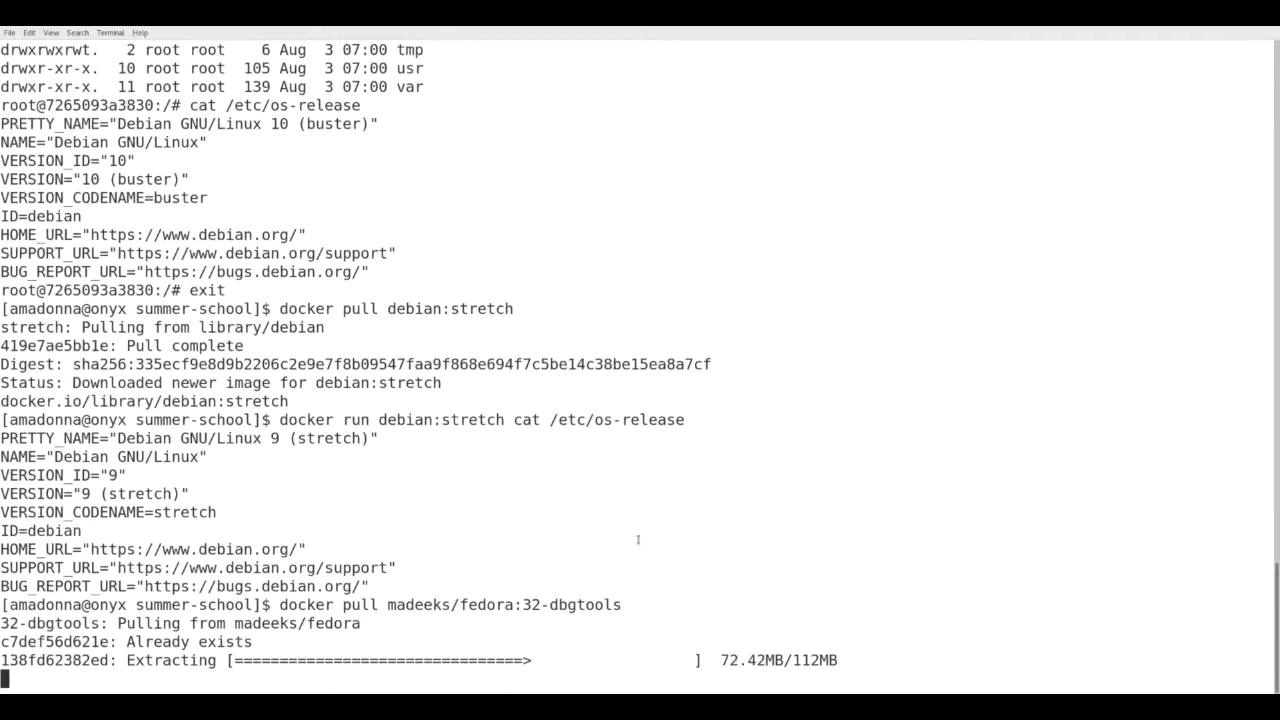 File Edit View Search Terminal Help
drwxrwxrwt.   2 root root    6 Aug  3 07:00 tmp
drwxr-xr-x.  10 root root  105 Aug  3 07:00 usr
drwxr-xr-x.  11 root root  139 Aug  3 07:00 var
root@7265093a3830:/# cat /etc/os-release
PRETTY_NAME="Debian GNU/Linux 10 (buster)"
NAME="Debian GNU/Linux"
VERSION_ID="10"
VERSION="10 (buster)"
VERSION_CODENAME=buster
ID=debian
HOME_URL="https://www.debian.org/"
SUPPORT_URL="https://www.debian.org/support"
BUG_REPORT_URL="https://bugs.debian.org/"
root@7265093a3830:/# exit
[amadonna@onyx summer-school]$ docker pull debian:stretch
stretch: Pulling from library/debian
419e7ae5bb1e: Pull complete
Digest: sha256:335ecf9e8d9b2206c2e9e7f8b09547faa9f868e694f7c5be14c38be15ea8a7cf
Status: Downloaded newer image for debian:stretch
docker.io/library/debian:stretch
[amadonna@onyx summer-school]$ docker run debian:stretch cat /etc/os-release
PRETTY_NAME="Debian GNU/Linux 9 (stretch)"
NAME="Debian GNU/Linux"
VERSION_ID="9"
VERSION="9 (stretch)"
VERSION_CODENAME=stretch
ID=debian
HOME_URL="https://www.debian.org/"
SUPPORT_URL="https://www.debian.org/support"
BUG_REPORT_URL="https://bugs.debian.org/"
[amadonna@onyx summer-school]$ docker pull madeeks/fedora:32-dbgtools
32-dbgtools: Pulling from madeeks/fedora
c7def56d621e: Already exists
138fd62382ed: Extracting [================================>                  ]  72.42MB/112MB